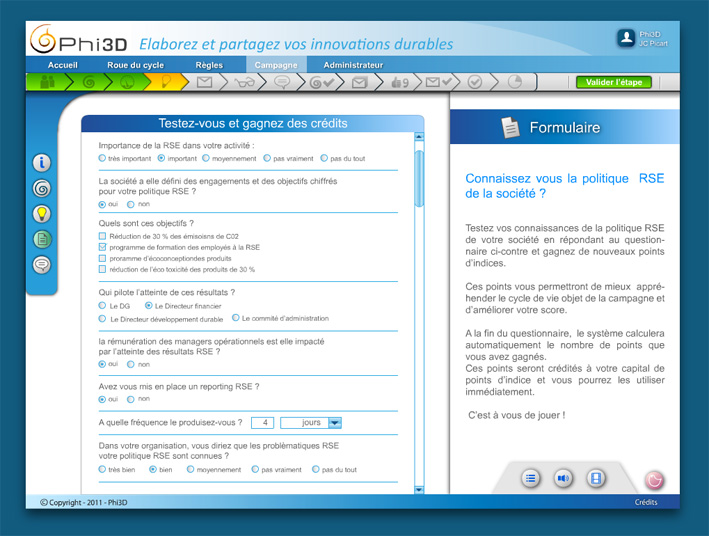 Phi3D Elaborez et partagez vos innovations durables
Phi3D
JC Picart
Accueil Roue du cycle Règles Campagne Administrateur
9
Valider l'étape
Testez-vous et gagnez des crédits
Importance de la RSE dans votre activité :
très important important moyennement pas vraiment pas du tout
La société a elle défini des engagements et des objectifs chiffrés
pour votre politique RSE ?
oui non
Quels sont ces objectifs ?
Réduction de 30 % des émisoisns de C02
programme de formation des employés à la RSE
proramme d'écoconceptiondes produits
réduction de l'éco toxicité des produits de 30 %
Qui pilote l'atteinte de ces résultats ?
Le DG Le Directeur financier
Le Directeur développement durable Le commité d'administration
la rémunération des managers opérationnels est elle impacté
par l'atteinte des résultats RSE ?
oui non
Avez vous mis en place un reporting RSE ?
oui non
A quelle fréquence le produisez-vous ? 4 jours
Dans votre organisation, vous diriez que les problèmatiques RSE
votre politique RSE sont connues ?
très bien bien moyennement pas vraiment pas du tout
Formulaire
Connaissez vous la politique RSE
de la société ?
Testez vos connaissances de la politique RSE
de votre société en répondant au question-
naire ci-contre et gagnez de nouveaux points
d'indices.
Ces points vous permettront de mieux appré-
hender le cycle de vie objet de la campagne et
d'améliorer votre score.
A la fin du questionnaire, le système calculera
automatiquement le nombre de points que
vous avez gagnés.
Ces points seront crédités à votre capital de
points d'indice et vous pourrez les utiliser
immédiatement.
C'est à vous de jouer !
© Copyright - 2011 - Phi3D
Crédits